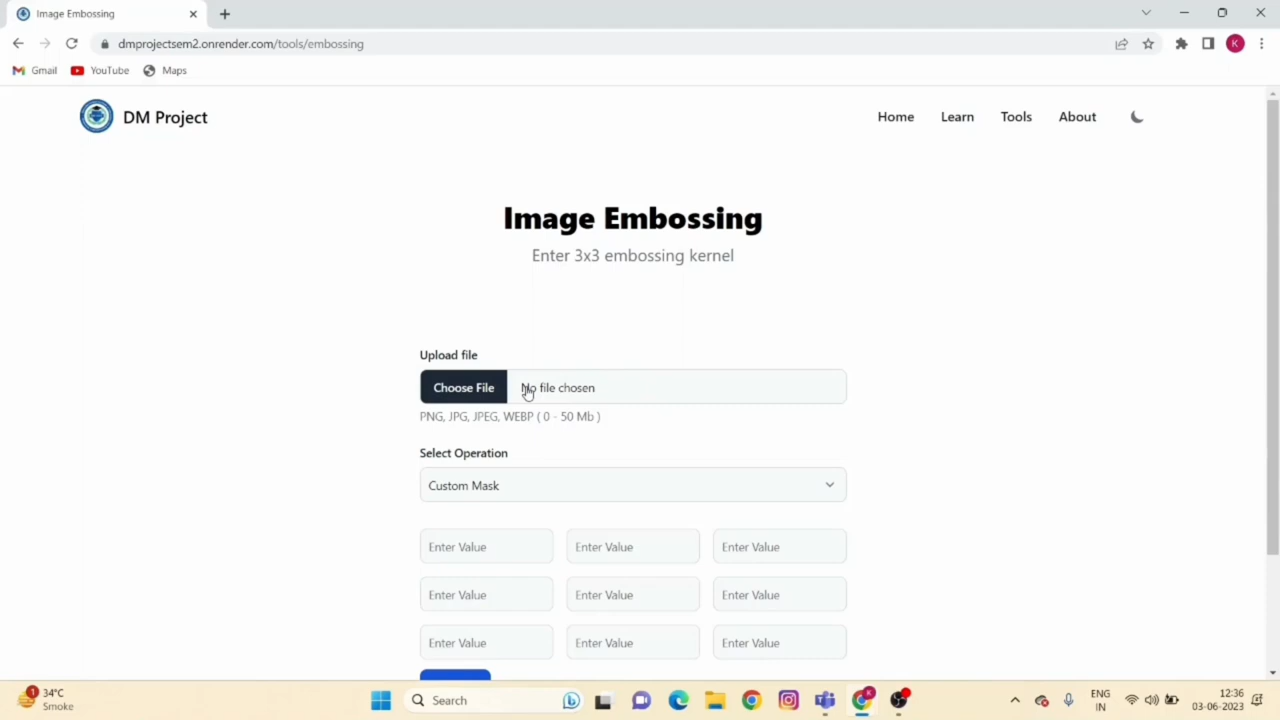 Image Embossing
dmprojectsem2.onrender.com/tools/embossing
K
Gmail YouTube Maps
DM Project
Home Learn Tools About
Image Embossing
Enter 3x3 embossing kernel
Upload file
Choose File No file chosen
PNG, JPG, JPEG, WEBP ( 0 - 50 Mb )
Select Operation
Custom Mask
Enter Value Enter Value Enter Value
Enter Value Enter Value Enter Value
Enter Value Enter Value Enter Value
1 34°C
Smoke
Search
K
ENG
IN
12:36
03-06-2023